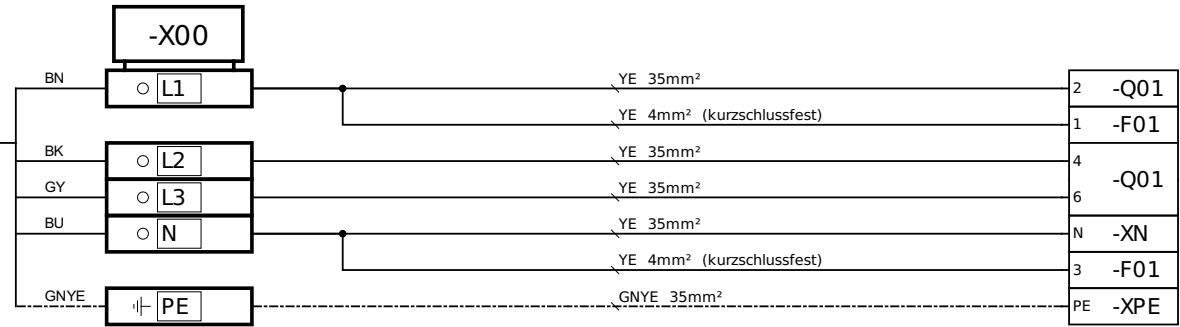 -X00
BN L1 YE 35mm² 2 -Q01
YE 4mm² (kurzschlussfest) 1 -F01
BK L2 YE 35mm² 4
-Q01
GY L3 YE 35mm² 6
BU N YE 35mm² N -XN
YE 4mm² (kurzschlussfest) 3 -F01
GNYE PE GNYE 35mm² PE -XPE